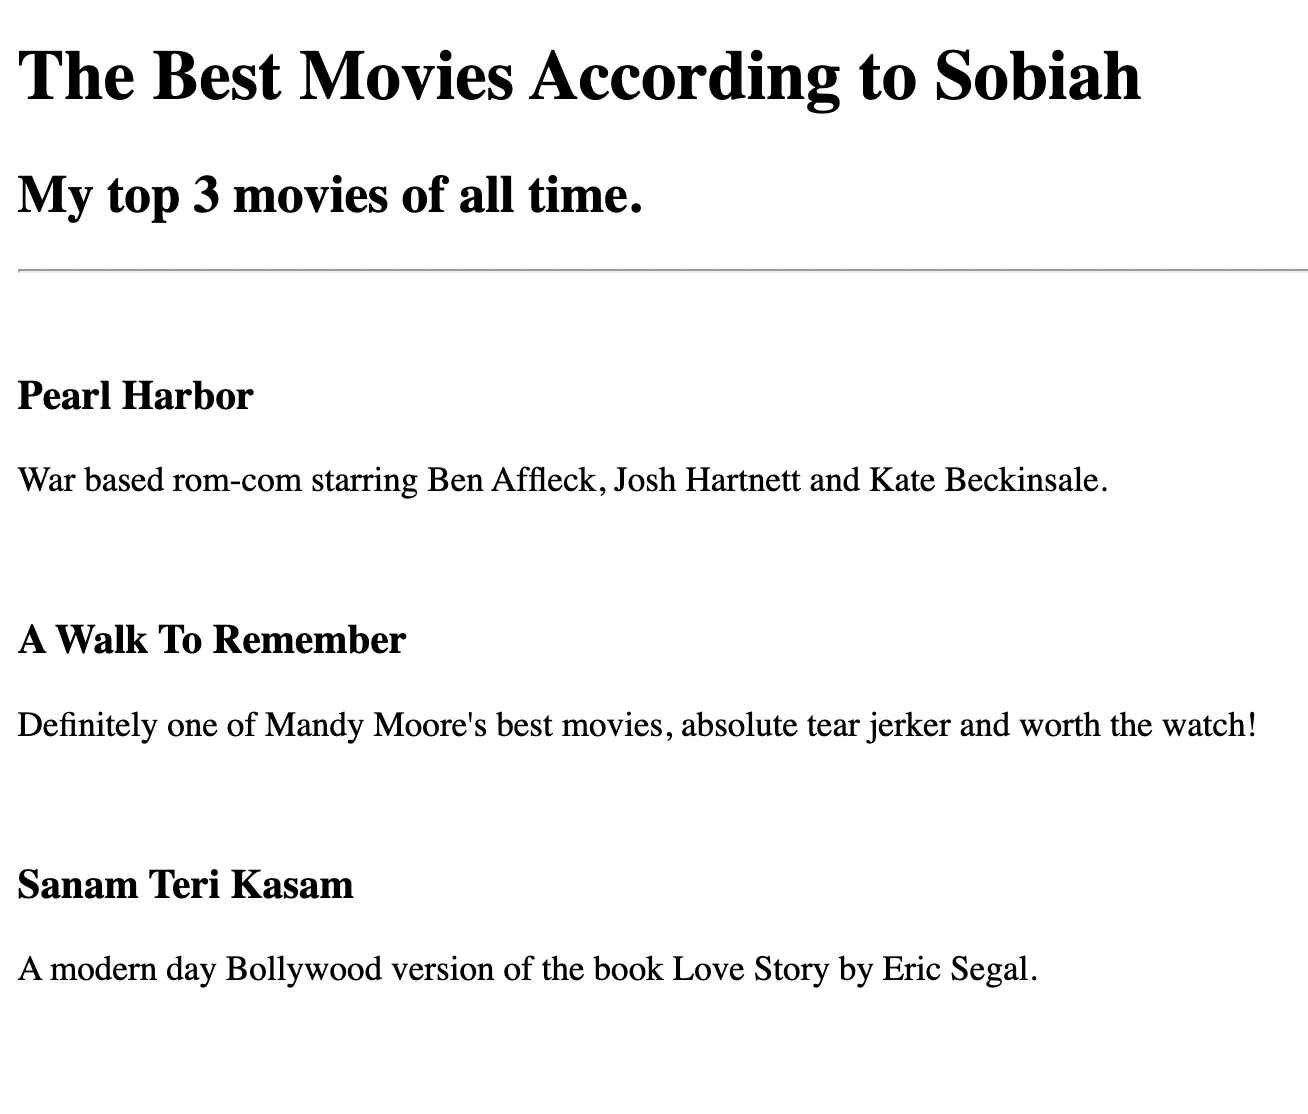 The Best Movies According to Sobiah
My top 3 movies of all time.
Pearl Harbor
War based rom-com starring Ben Affleck, Josh Hartnett and Kate Beckinsale.
A Walk To Remember
Definitely one of Mandy Moore's best movies, absolute tear jerker and worth the watch!
Sanam Teri Kasam
A modern day Bollywood version of the book Love Story by Eric Segal.